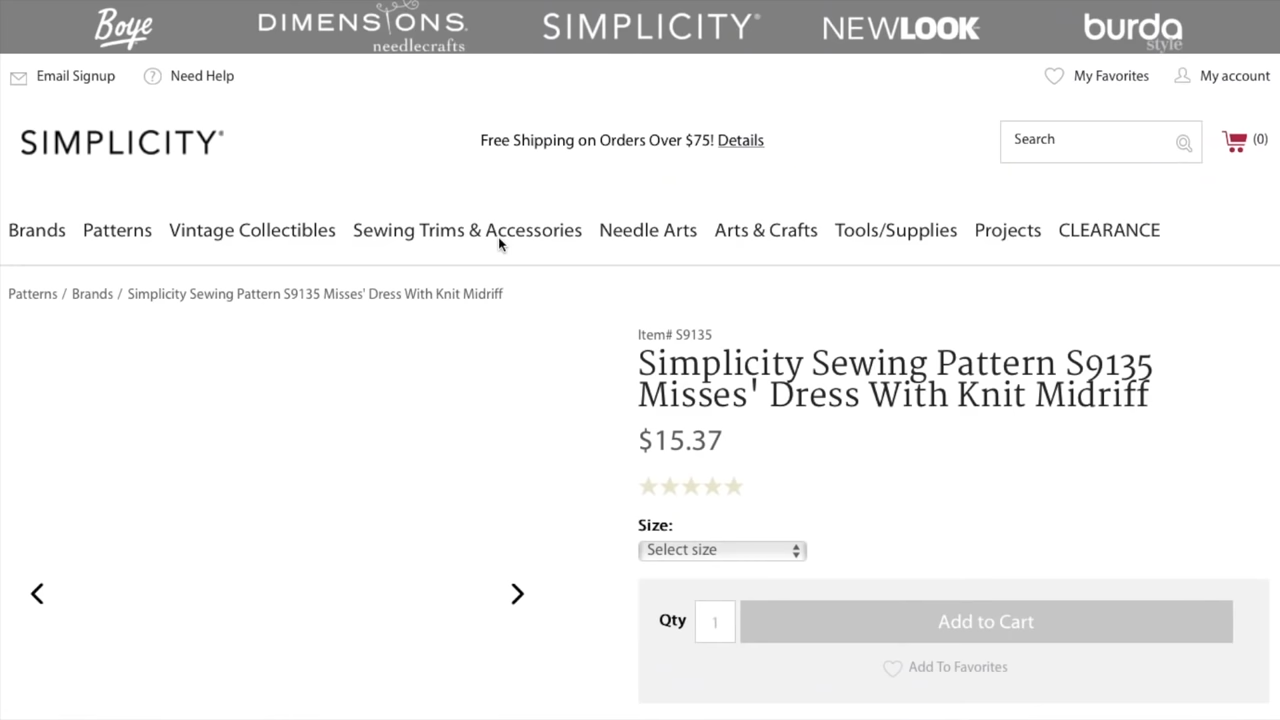 Boye
DIMENSIONS®
needlecrafts
SIMPLICITY®
NEWLOOK®
burda
style
Email Signup
Need Help
My Favorites
My account
SIMPLICITY®
Free Shipping on Orders Over $75! Details
Search
(0)
Brands Patterns Vintage Collectibles Sewing Trims & Accessories Needle Arts Arts & Crafts Tools/Supplies Projects CLEARANCE
Patterns / Brands / Simplicity Sewing Pattern S9135 Misses' Dress With Knit Midriff
Item# S9135
Simplicity Sewing Pattern S9135
Misses' Dress With Knit Midriff
$15.37
Size:
Select size
Qty 1 Add to Cart
Add To Favorites